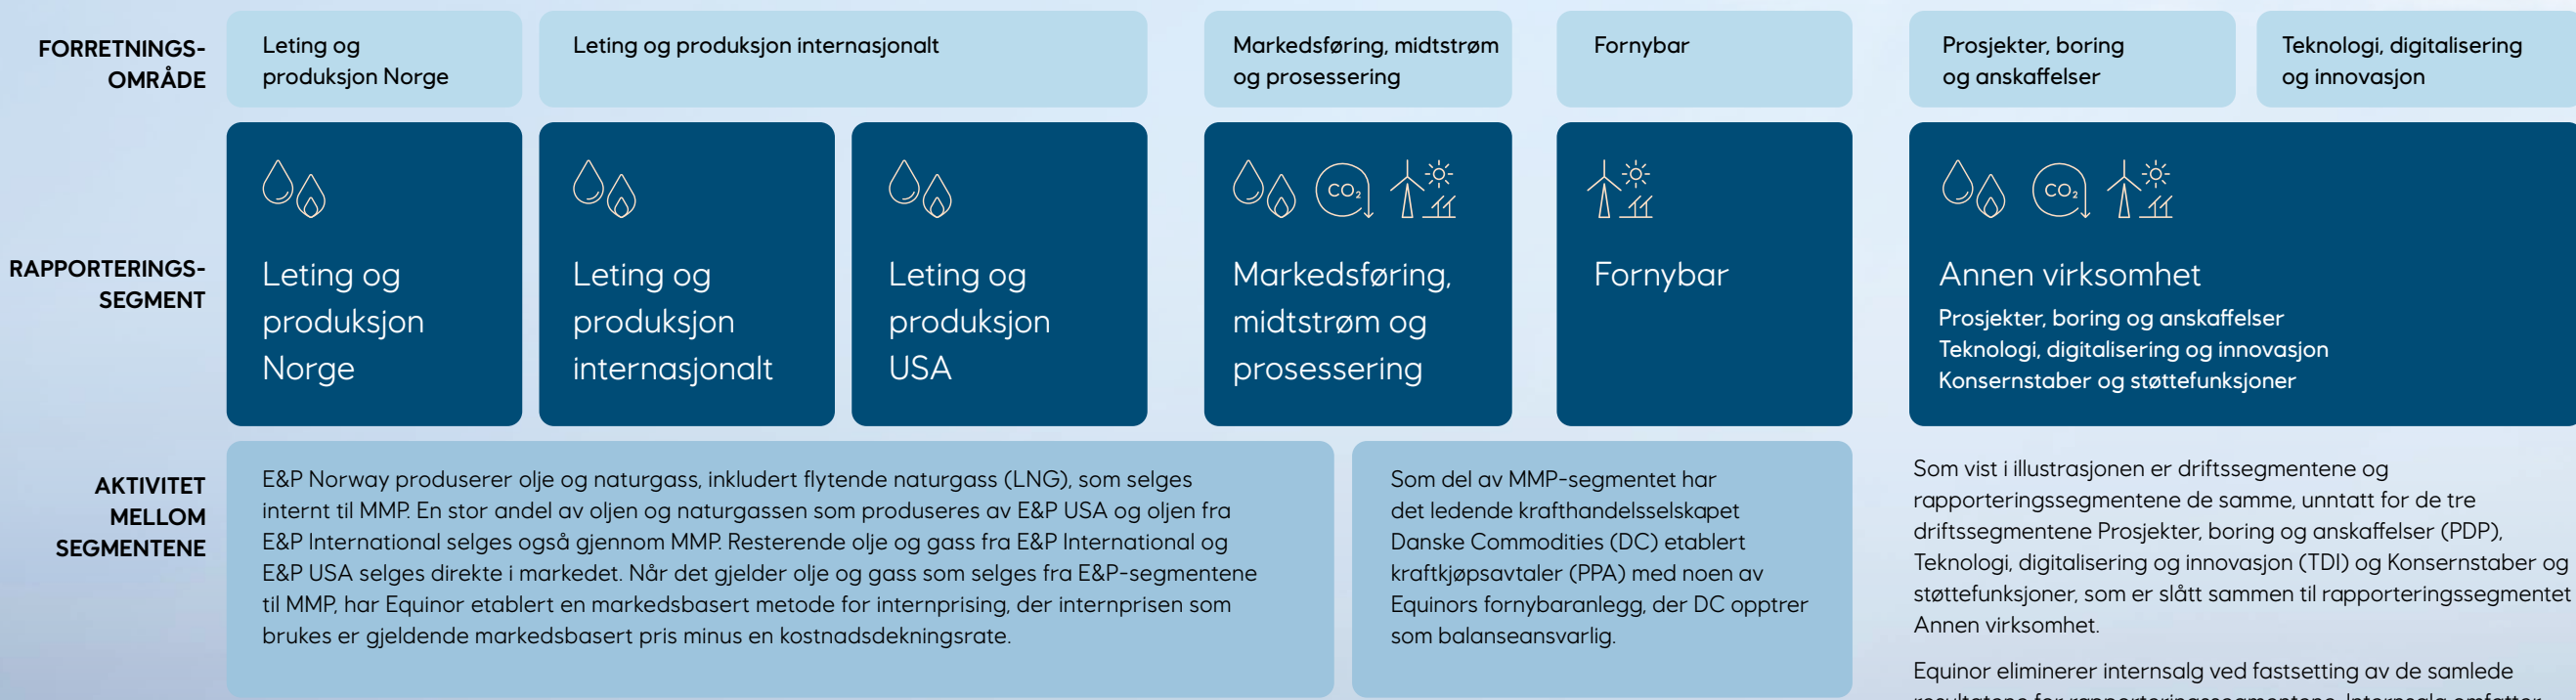 FORRETNINGS-
OMRÅDE
Leting og
produksjon Norge
Leting og produksjon internasjonalt
Markedsføring, midtstrøm
og prosessering
Fornybar
Prosjekter, boring
og anskaffelser
Teknologi, digitalisering
og innovasjon
RAPPORTERINGS-
SEGMENT
Leting og
produksjon
Norge
Leting og
produksjon
internasjonalt
Leting og
produksjon
USA
CO₂
Markedsføring,
midtstrøm og
prosessering
Fornybar
CO₂
Annen virksomhet
Prosjekter, boring og anskaffelser
Teknologi, digitalisering og innovasjon
Konsernstaber og støttefunksjoner
AKTIVITET
MELLOM
SEGMENTENE
E&P Norway produserer olje og naturgass, inkludert flytende naturgass (LNG), som selges
internt til MMP. En stor andel av oljen og naturgassen som produseres av E&P USA og oljen fra
E&P International selges også gjennom MMP. Resterende olje og gass fra E&P International og
E&P USA selges direkte i markedet. Når det gjelder olje og gass som selges fra E&P-segmentene
til MMP, har Equinor etablert en markedsbasert metode for internprising, der internprisen som
brukes er gjeldende markedsbasert pris minus en kostnadsdekningsrate.
Som del av MMP-segmentet har
det ledende krafthandelsselskapet
Danske Commodities (DC) etablert
kraftkjøpsavtaler (PPA) med noen av
Equinors fornybaranlegg, der DC opptrer
som balanseansvarlig.
Som vist i illustrasjonen er driftssegmentene og
rapporteringssegmentene de samme, unntatt for de tre
driftssegmentene Prosjekter, boring og anskaffelser (PDP),
Teknologi, digitalisering og innovasjon (TDI) og Konsernstaber og
støttefunksjoner, som er slått sammen til rapporteringssegmentet
Annen virksomhet.
Equinor eliminerer internsalg ved fastsetting av de samlede
resultatene for rapporteringssegmentene. Internsalg omfatter